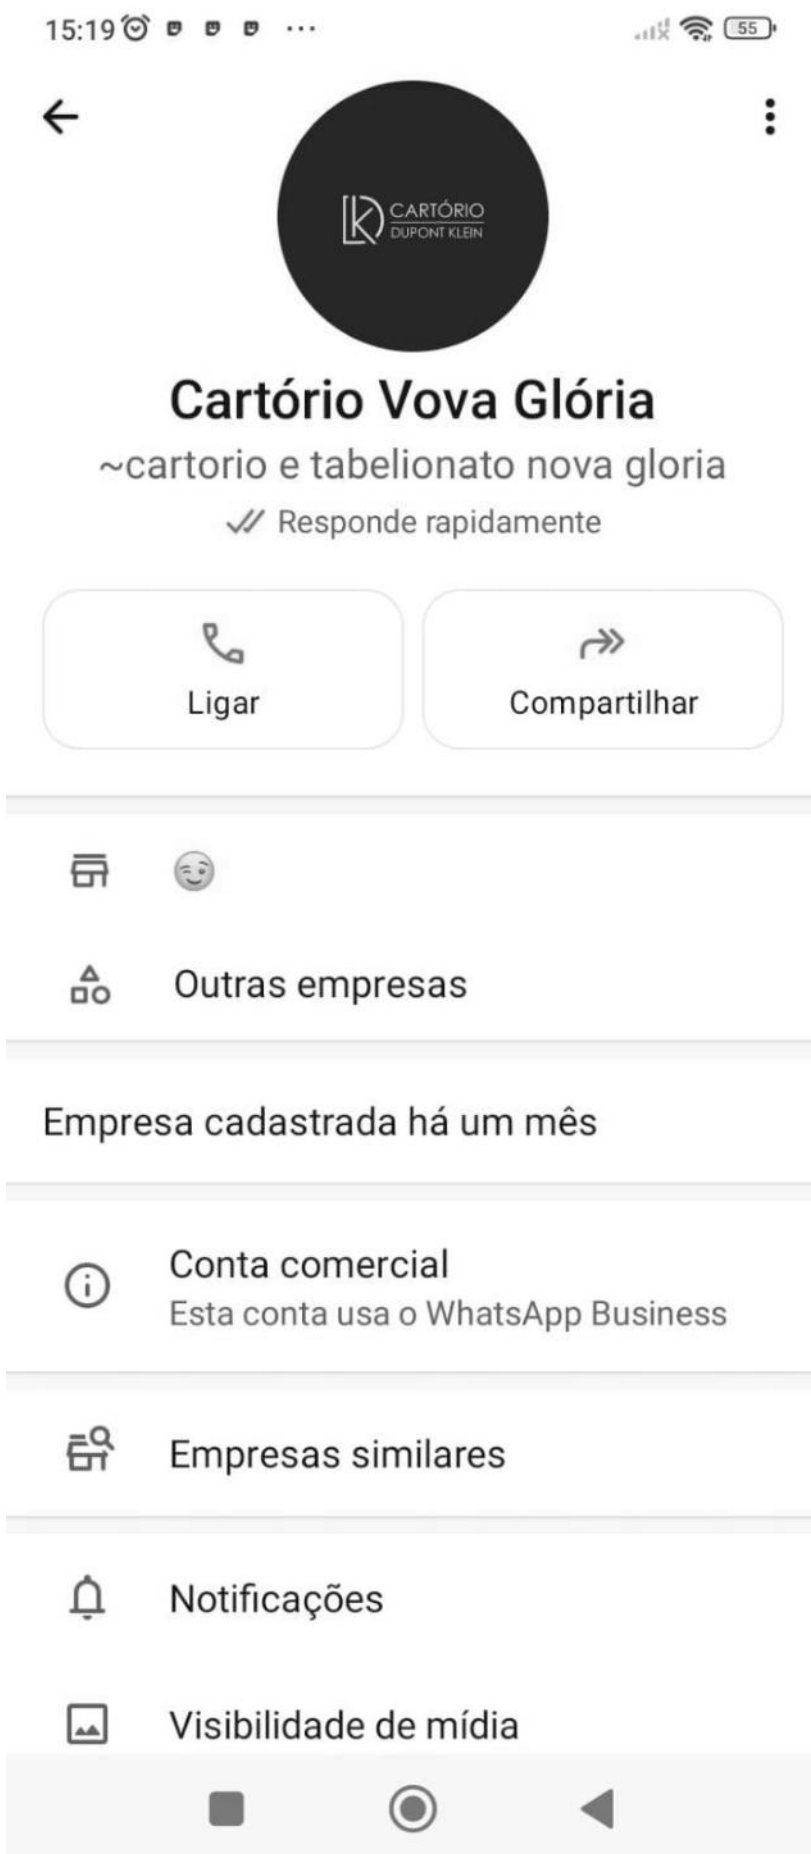 15:19
55
CARTÓRIO
DUPONT KLEIN
Cartório Vova Glória
~cartorio e tabelionato nova gloria
Responde rapidamente
Ligar
Compartilhar
Outras empresas
Empresa cadastrada há um mês
Conta comercial
Esta conta usa o WhatsApp Business
Empresas similares
Notificações
Visibilidade de mídia